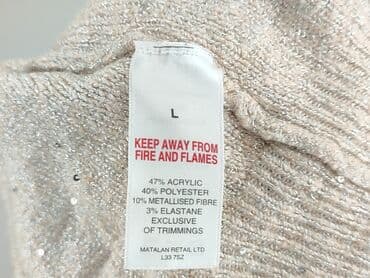 L
KEEP AWAY FROM
FIRE AND FLAMES
47% ACRYLIC
40% POLYESTER
10% METALLISED FIBRE
3% ELASTANE
EXCLUSIVE
OF TRIMMINGS
MATALAN RETAIL LTD
L33 7SZ